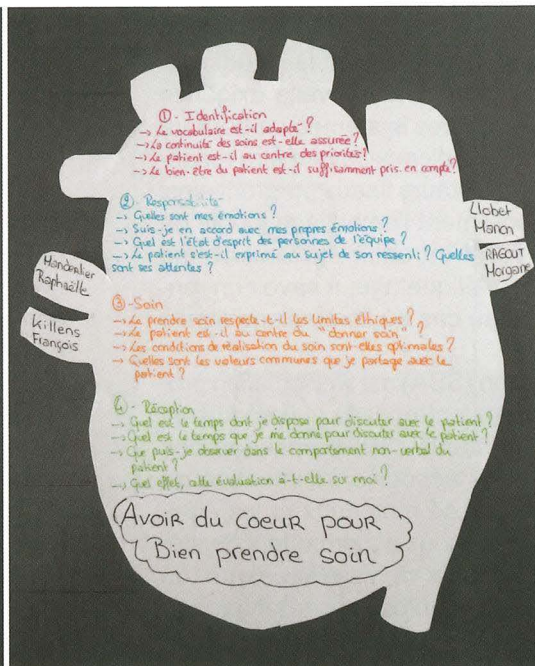 ① - Identification
→ Le vocabulaire est-il adapté ?
→ La continuité des soins est-elle assurée ?
→ Le patient est-il au centre des priorités ?
→ Le bien-être du patient est-il suffisamment pris en compte ?
② - Responsabilité
→ Quelles sont mes émotions ?
→ Suis-je en accord avec mes propres émotions ?
→ Quel est l'état d'esprit des personnes de l'équipe ?
→ Le patient s'est-il exprimé au sujet de son ressenti ? Quelles
sont ses attentes ?
Llobet
Manon
RAGOUT
Morgane
Mandorlier
Raphaëlle
Killens
François
③ - Soin
→ Le prendre soin respecte-t-il les limites éthiques ?
→ Le patient est-il au centre du "donner soin" ?
→ Les conditions de réalisation du soin sont-elles optimales ?
→ Quelles sont les valeurs communes que je partage avec le
patient ?
④ - Réception
→ Quel est le temps dont je dispose pour discuter avec le patient ?
→ Quel est le temps que je me donne pour discuter avec le patient ?
→ Que puis-je observer dans le comportement non-verbal du
patient ?
→ Quel effet, cette évaluation a-t-elle sur moi ?
Avoir du Coeur pour
Bien prendre soin